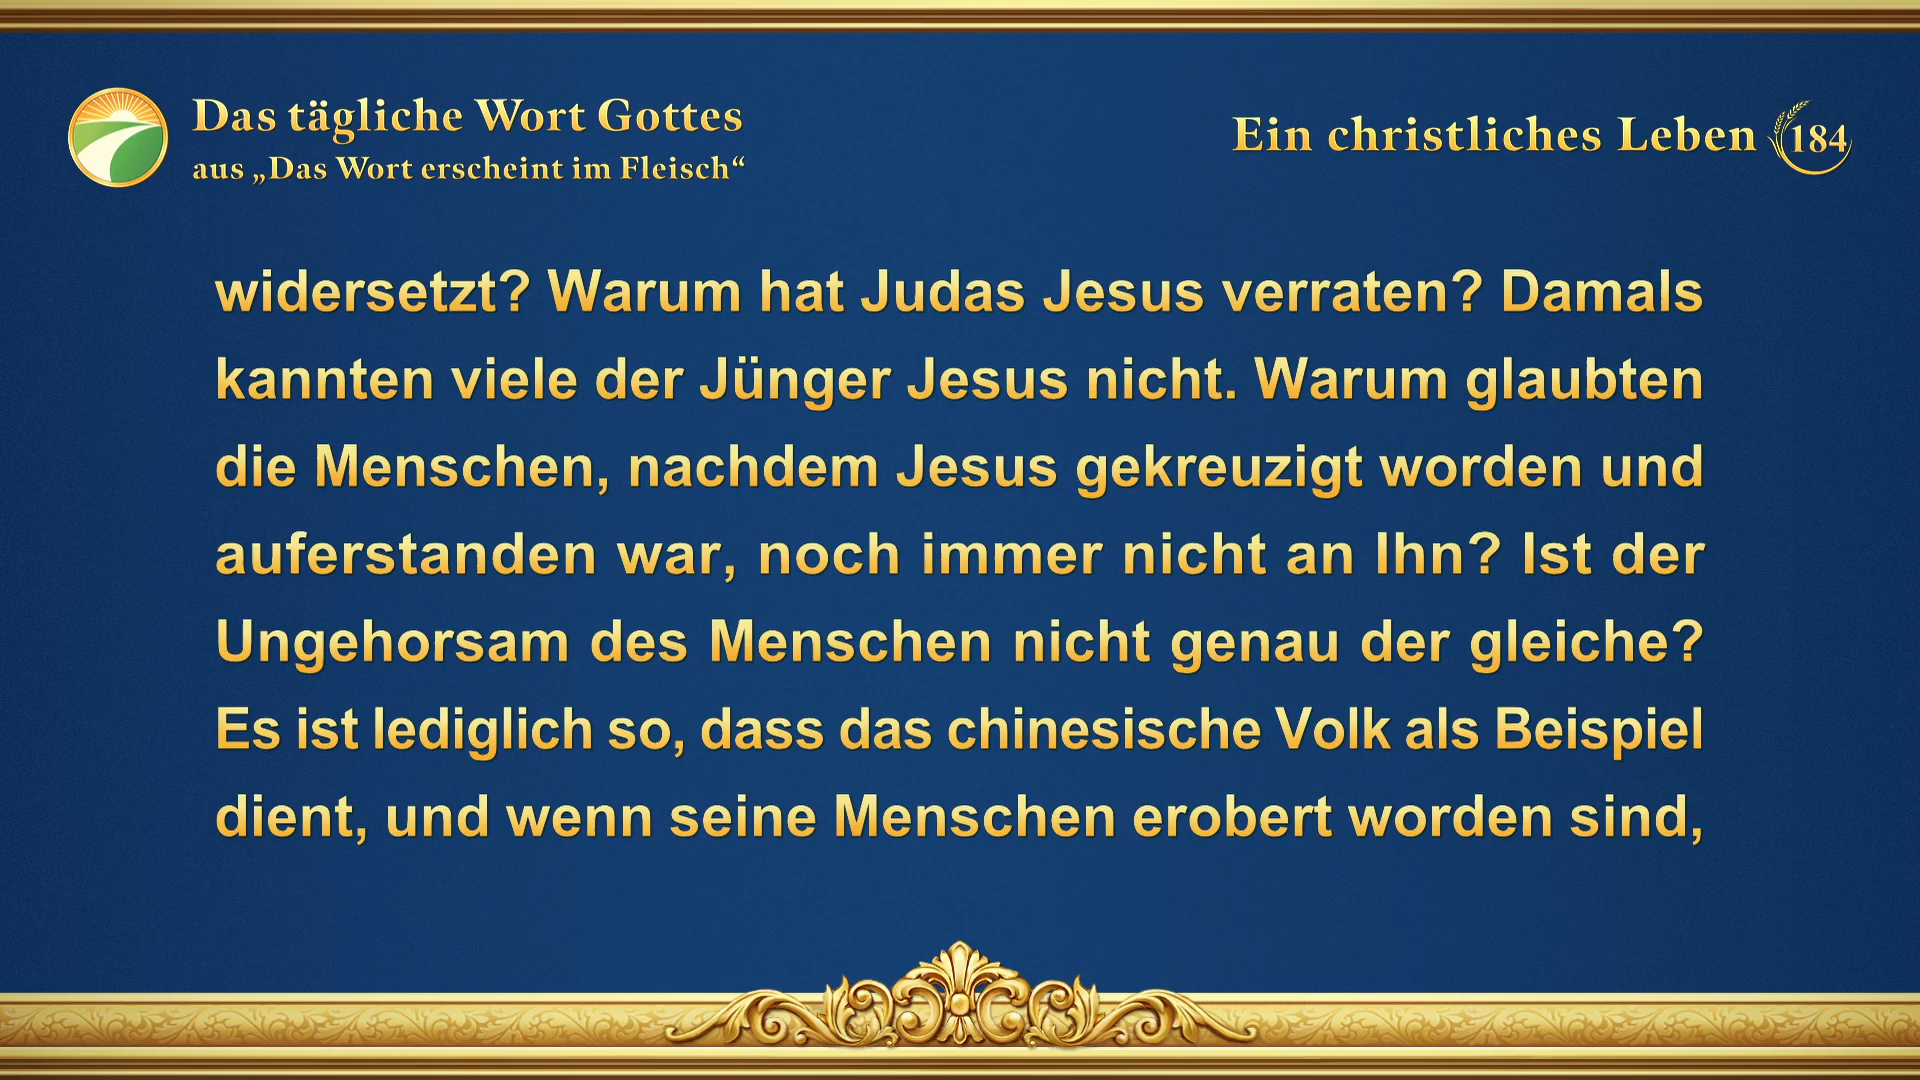 Das tägliche Wort Gottes
aus „Das Wort erscheint im Fleisch“
Ein christliches Leben 184
widersetzt? Warum hat Judas Jesus verraten? Damals
kannten viele der Jünger Jesus nicht. Warum glaubten
die Menschen, nachdem Jesus gekreuzigt worden und
auferstanden war, noch immer nicht an Ihn? Ist der
Ungehorsam des Menschen nicht genau der gleiche?
Es ist lediglich so, dass das chinesische Volk als Beispiel
dient, und wenn seine Menschen erobert worden sind,